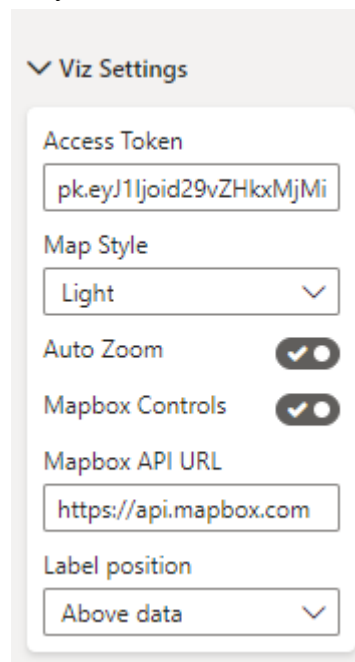 Viz Settings
Access Token
pk.eyJ1Ijoid29vZHkxMjMi
Map Style
Light
Auto Zoom
Mapbox Controls
Mapbox API URL
https://api.mapbox.com
Label position
Above data